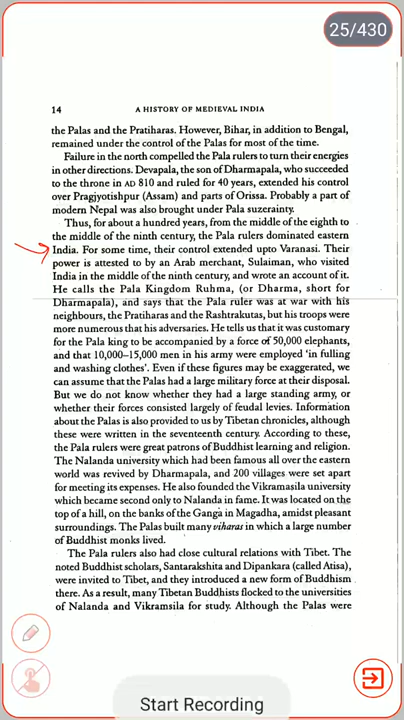 25/430
14 A HISTORY OF MEDIEVAL INDIA
the Palas and the Pratiharas. However, Bihar, in addition to Bengal,
remained under the control of the Palas for most of the time.
Failure in the north compelled the Pala rulers to turn their energies
in other directions. Devapala, the son of Dharmapala, who succeeded
to the throne in AD 810 and ruled for 40 years, extended his control
over Pragjyotishpur (Assam) and parts of Orissa. Probably a part of
modern Nepal was also brought under Pala suzerainty.
Thus, for about a hundred years, from the middle of the eighth to
the middle of the ninth century, the Pala rulers dominated eastern
India. For some time, their control extended upto Varanasi. Their
power is attested to by an Arab merchant, Sulaiman, who visited
India in the middle of the ninth century, and wrote an account of it.
He calls the Pala Kingdom Ruhma, (or Dharma, short for
Dharmapala), and says that the Pala ruler was at war with his
neighbours, the Pratiharas and the Rashtrakutas, but his troops were
more numerous that his adversaries. He tells us that it was customary
for the Pala king to be accompanied by a force of 50,000 elephants,
and that 10,000–15,000 men in his army were employed ‘in fulling
and washing clothes’. Even if these figures may be exaggerated, we
can assume that the Palas had a large military force at their disposal.
But we do not know whether they had a large standing army, or
whether their forces consisted largely of feudal levies. Information
about the Palas is also provided to us by Tibetan chronicles, although
these were written in the seventeenth century. According to these,
the Pala rulers were great patrons of Buddhist learning and religion.
The Nalanda university which had been famous all over the eastern
world was revived by Dharmapala, and 200 villages were set apart
for meeting its expenses. He also founded the Vikramasila university
which became second only to Nalanda in fame. It was located on the
top of a hill, on the banks of the Ganga in Magadha, amidst pleasant
surroundings. The Palas built many viharas in which a large number
of Buddhist monks lived.
The Pala rulers also had close cultural relations with Tibet. The
noted Buddhist scholars, Santarakshita and Dipankara (called Atisa),
were invited to Tibet, and they introduced a new form of Buddhism
there. As a result, many Tibetan Buddhists flocked to the universities
of Nalanda and Vikramsila for study. Although the Palas were
Start Recording